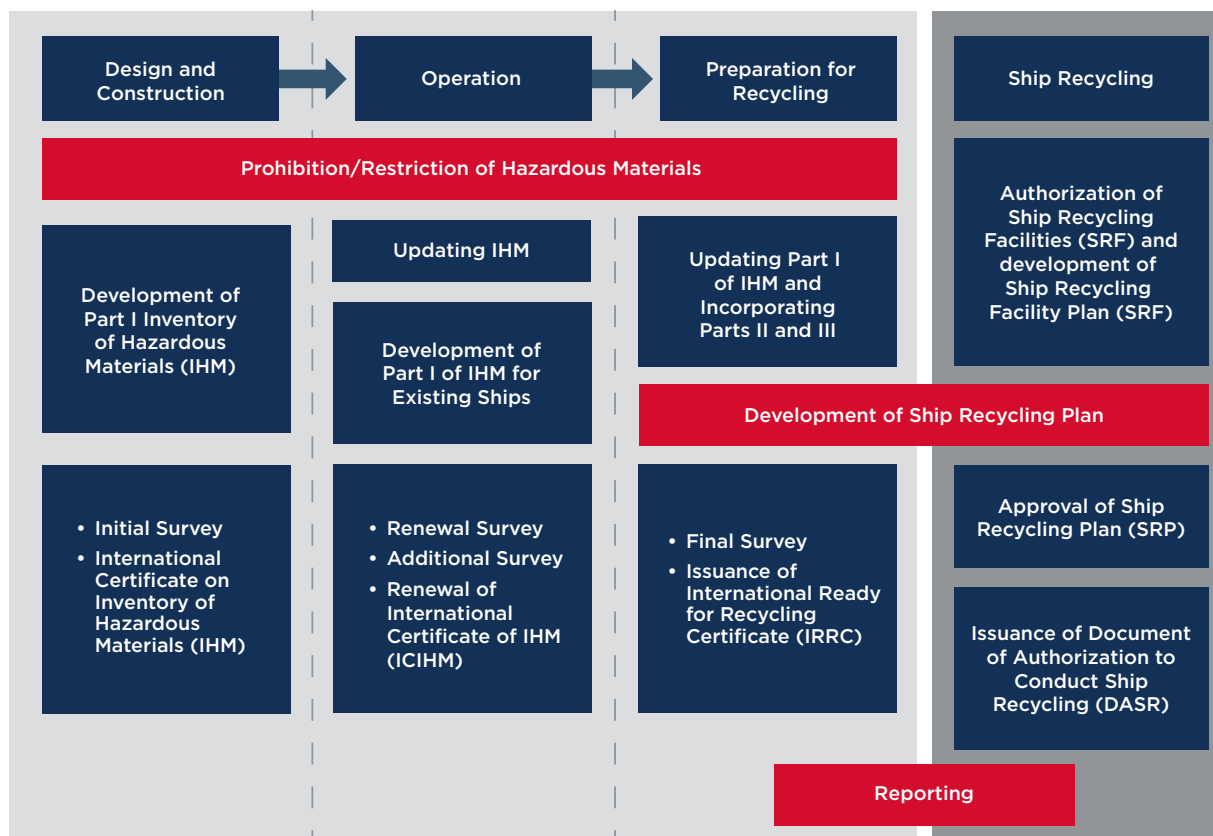 Design and
Construction
Operation
Preparation for
Recycling
Ship Recycling
Prohibition/Restriction of Hazardous Materials
Development of
Part I Inventory
of Hazardous
Materials (IHM)
Updating IHM
Development of
Part I of IHM for
Existing Ships
Updating Part I
of IHM and
Incorporating
Parts II and III
Authorization of
Ship Recycling
Facilities (SRF) and
development of
Ship Recycling
Facility Plan (SRF)
Development of Ship Recycling Plan
• Initial Survey
• International
Certificate on
Inventory of
Hazardous
Materials (IHM)
• Renewal Survey
• Additional Survey
• Renewal of
International
Certificate of IHM
(ICIHM)
• Final Survey
• Issuance of
International Ready
for Recycling
Certificate (IRRC)
Approval of Ship
Recycling Plan (SRP)
Issuance of Document
of Authorization to
Conduct Ship
Recycling (DASR)
Reporting